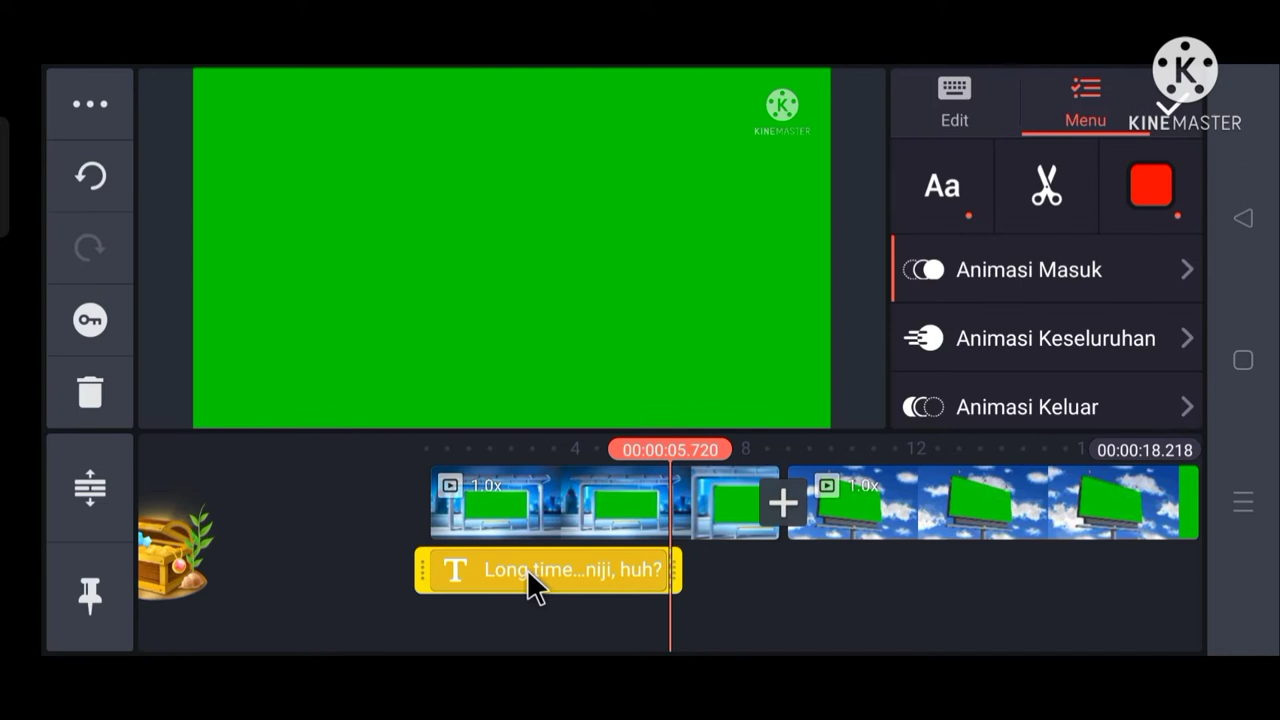 KINEMASTER
Edit
Menu
KINEMASTER
Aa
Animasi Masuk
Animasi Keseluruhan
Animasi Keluar
4
00:00:05.720
8
12
1
00:00:18.218
1.0x
1.0x
T Long time...niji, huh?